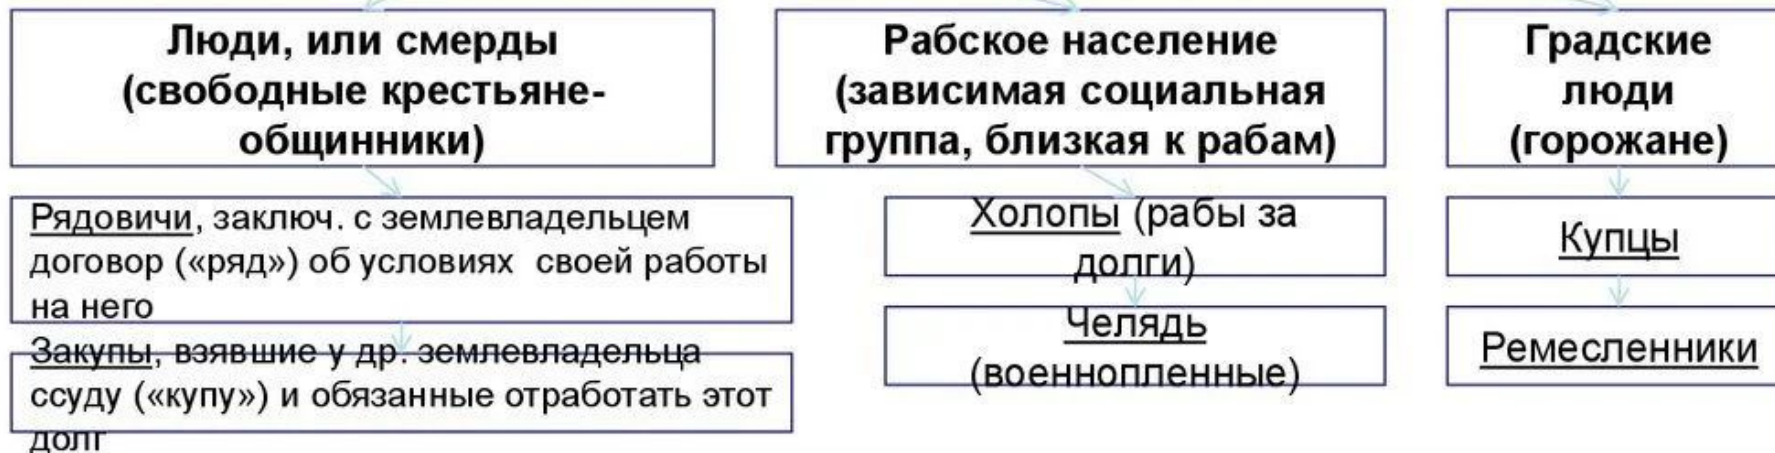 Люди, или смерды
(свободные крестьяне-
общинники)
Рядовичи, заключ. с землевладельцем
договор («ряд») об условиях своей работы
на него
Закупы, взявшие у др. землевладельца
ссуду («купу») и обязанные отработать этот
долг
Рабское население
(зависимая социальная
группа, близкая к рабам)
Холопы (рабы за
долги)
Челядь
(военнопленные)
Градские
люди
(горожане)
Купцы
Ремесленники